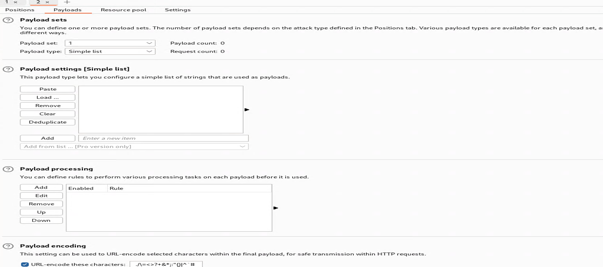 1 × 2 × +
Positions Payloads Resource pool Settings
Payload sets
You can define one or more payload sets. The number of payload sets depends on the attack type defined in the Positions tab. Various payload types are available for each payload set, a
different ways.
Payload set: 1 Payload count: 0
Payload type: Simple list Request count: 0
Payload settings [Simple list]
This payload type lets you configure a simple list of strings that are used as payloads.
Paste
Load ...
Remove
Clear
Deduplicate
Add Enter a new item
Add from list ... [Pro version only]
Payload processing
You can define rules to perform various processing tasks on each payload before it is used.
Add Enabled Rule
Edit
Remove
Up
Down
Payload encoding
This setting can be used to URL-encode selected characters within the final payload, for safe transmission within HTTP requests.
URL-encode these characters: